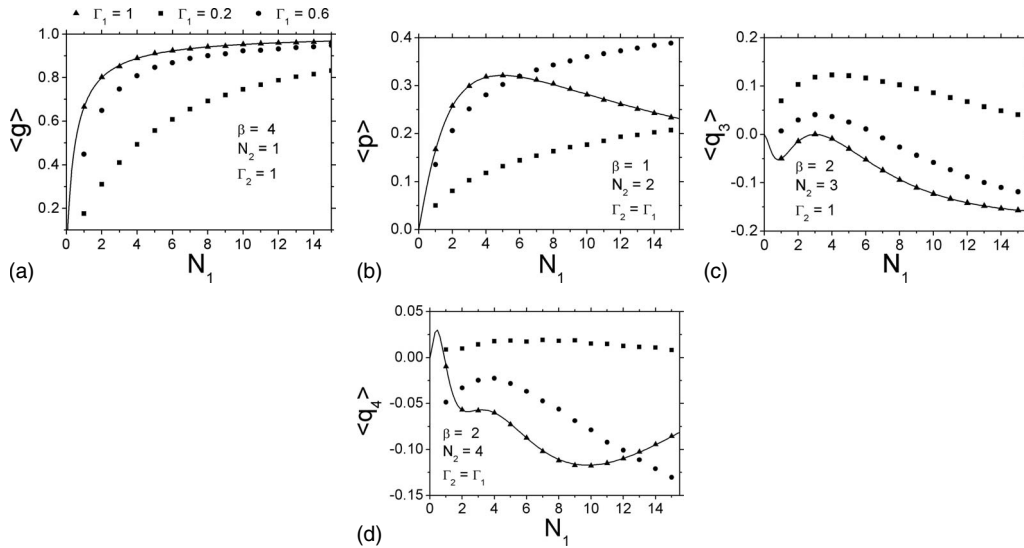 ▲ Γ₁ = 1 ■ Γ₁ = 0.2 ● Γ₁ = 0.6
1.0
0.8
0.6
0.4
0.2
<g>
β = 4
N₂ = 1
Γ₂ = 1
0 2 4 6 8 10 12 14
N₁
(a)
0.4
0.3
0.2
0.1
0.0
<p>
β = 1
N₂ = 2
Γ₂ = Γ₁
0 2 4 6 8 10 12 14
N₁
(b)
0.2
0.1
0.0
-0.1
-0.2
<q₃>
β = 2
N₂ = 3
Γ₂ = 1
0 2 4 6 8 10 12 14
N₁
(c)
0.05
0.00
-0.05
-0.10
-0.15
<q₄>
β = 2
N₂ = 4
Γ₂ = Γ₁
0 2 4 6 8 10 12 14
N₁
(d)